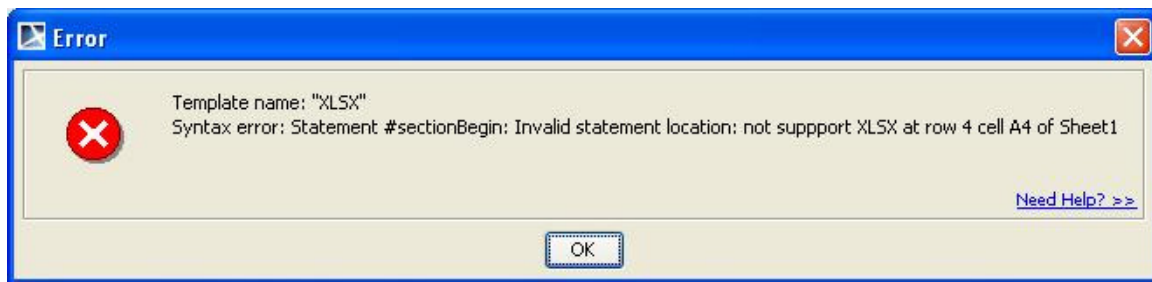 Error
Template name: "XLSX"
Syntax error: Statement #sectionBegin: Invalid statement location: not suppport XLSX at row 4 cell A4 of Sheet1
Need Help? >>
OK